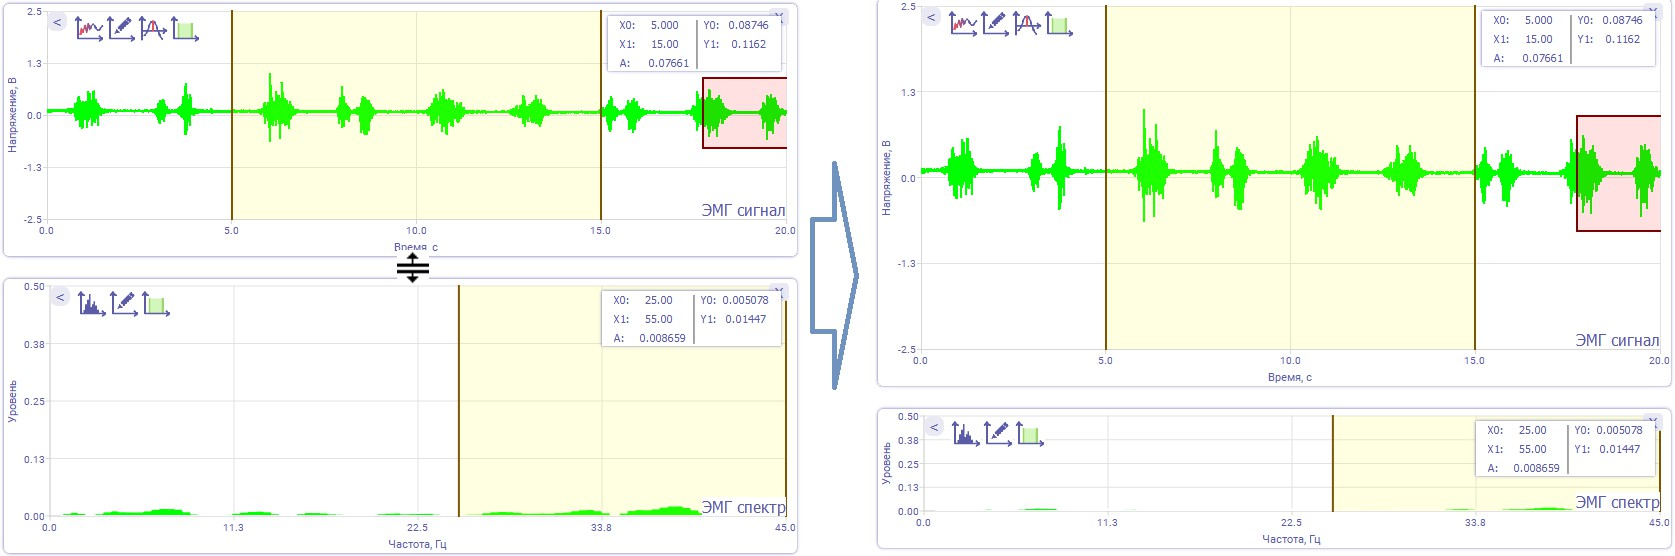 2.5
1.3
0.0
-1.3
-2.5
Напряжение, В
<
X0: 5.000 Y0: 0.08746
X1: 15.00 Y1: 0.1162
A: 0.07661
ЭМГ сигнал
0.0 5.0 10.0 15.0 20.0
Время, с
0.50
0.38
0.25
0.13
0.00
Уровень
<
X0: 25.00 Y0: 0.005078
X1: 55.00 Y1: 0.01447
A: 0.008659
ЭМГ спектр
0.0 11.3 22.5 33.8 45.0
Частота, Гц
2.5
1.3
0.0
-1.3
-2.5
Напряжение, В
<
X0: 5.000 Y0: 0.08746
X1: 15.00 Y1: 0.1162
A: 0.07661
ЭМГ сигнал
0.0 5.0 10.0 15.0 20.0
Время, с
0.50
0.38
0.25
0.13
0.00
Уровень
<
X0: 25.00 Y0: 0.005078
X1: 55.00 Y1: 0.01447
A: 0.008659
ЭМГ спектр
0.0 11.3 22.5 33.8 45.0
Частота, Гц